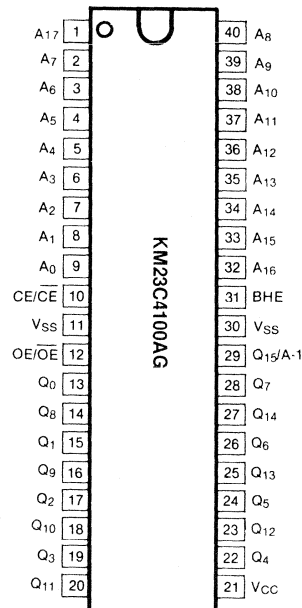 A17 1 40 A8
A7 2 39 A9
A6 3 38 A10
A5 4 37 A11
A4 5 36 A12
A3 6 35 A13
A2 7 34 A14
A1 8 33 A15
A0 9 32 A16
CE/CE 10 31 BHE
VSS 11 30 VSS
OE/OE 12 29 Q15/A-1
Q0 13 28 Q7
Q8 14 27 Q14
Q1 15 26 Q6
Q9 16 25 Q13
Q2 17 24 Q5
Q10 18 23 Q12
Q3 19 22 Q4
Q11 20 21 VCC
KM23C4100AG